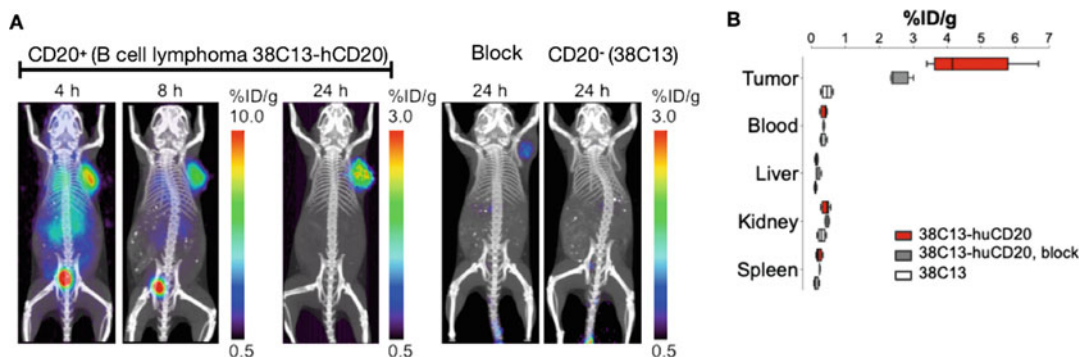 A
CD20+ (B cell lymphoma 38C13-hCD20)
Block
CD20- (38C13)
4 h
8 h
24 h
24 h
24 h
%ID/g
10.0
0.5
%ID/g
3.0
0.5
%ID/g
3.0
0.5
B
%ID/g
0 1 2 3 4 5 6 7
Tumor
Blood
Liver
Kidney
Spleen
38C13-huCD20
38C13-huCD20, block
38C13